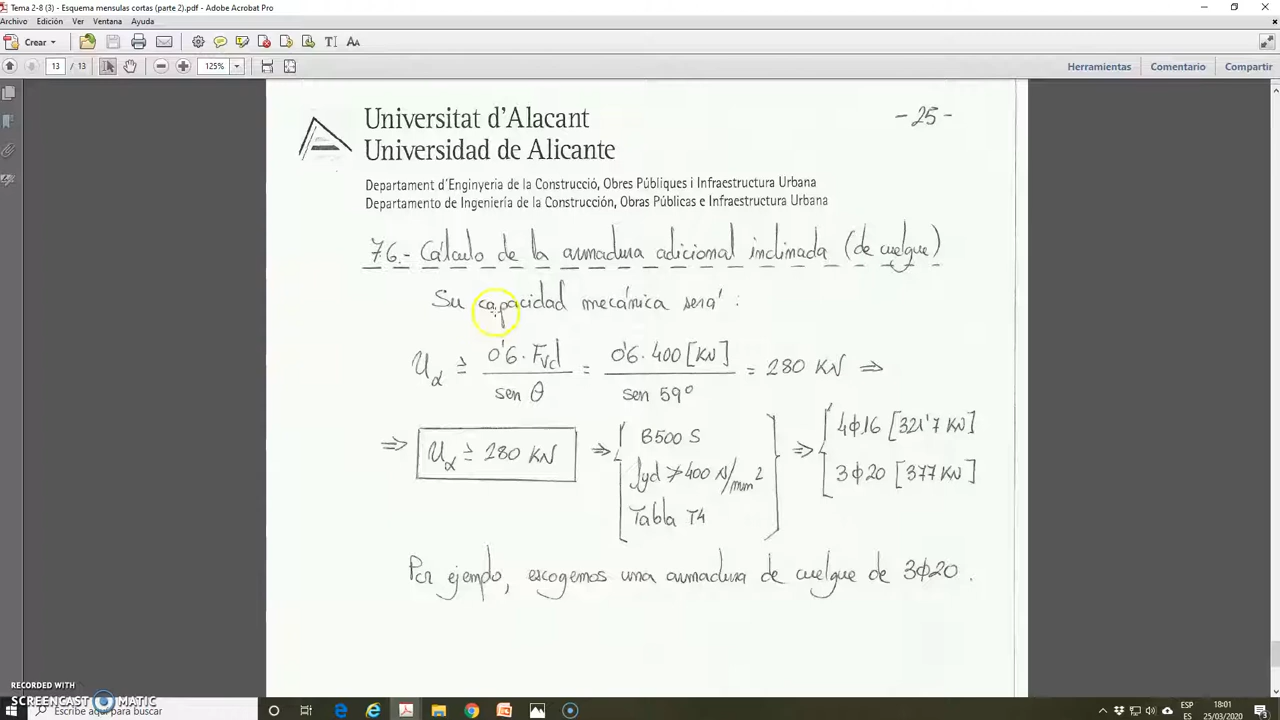 Tema 2-8 (3) - Esquema mensulas cortas (parte 2).pdf - Adobe Acrobat Pro
Archivo Edición Ver Ventana Ayuda
Crear
13 / 13 125% Herramientas Comentario Compartir
Universitat d'Alacant
Universidad de Alicante
- 25 -
Departament d'Enginyeria de la Construcció, Obres Públiques i Infraestructura Urbana
Departamento de Ingeniería de la Construcción, Obras Públicas e Infraestructura Urbana
7.6.- Cálculo de la armadura adicional inclinada (de cuelgue)
Su capacidad mecánica será :
Uα ≥ 0'6 · Fvd / sen θ = 0'6 · 400 [KN] / sen 59º = 280 KN ⇒
⇒ Uα ≥ 280 KN ⇒ { B500 S
fyd ≯ 400 N/mm²
Tabla T4 } ⇒ { 4ϕ16 [321'7 KN]
3ϕ20 [377 KN]
Por ejemplo, escogemos una armadura de cuelgue de 3ϕ20.
RECORDED WITH
SCREENCAST MATIC
Escribe aquí para buscar
ESP
18:01
25/03/2020